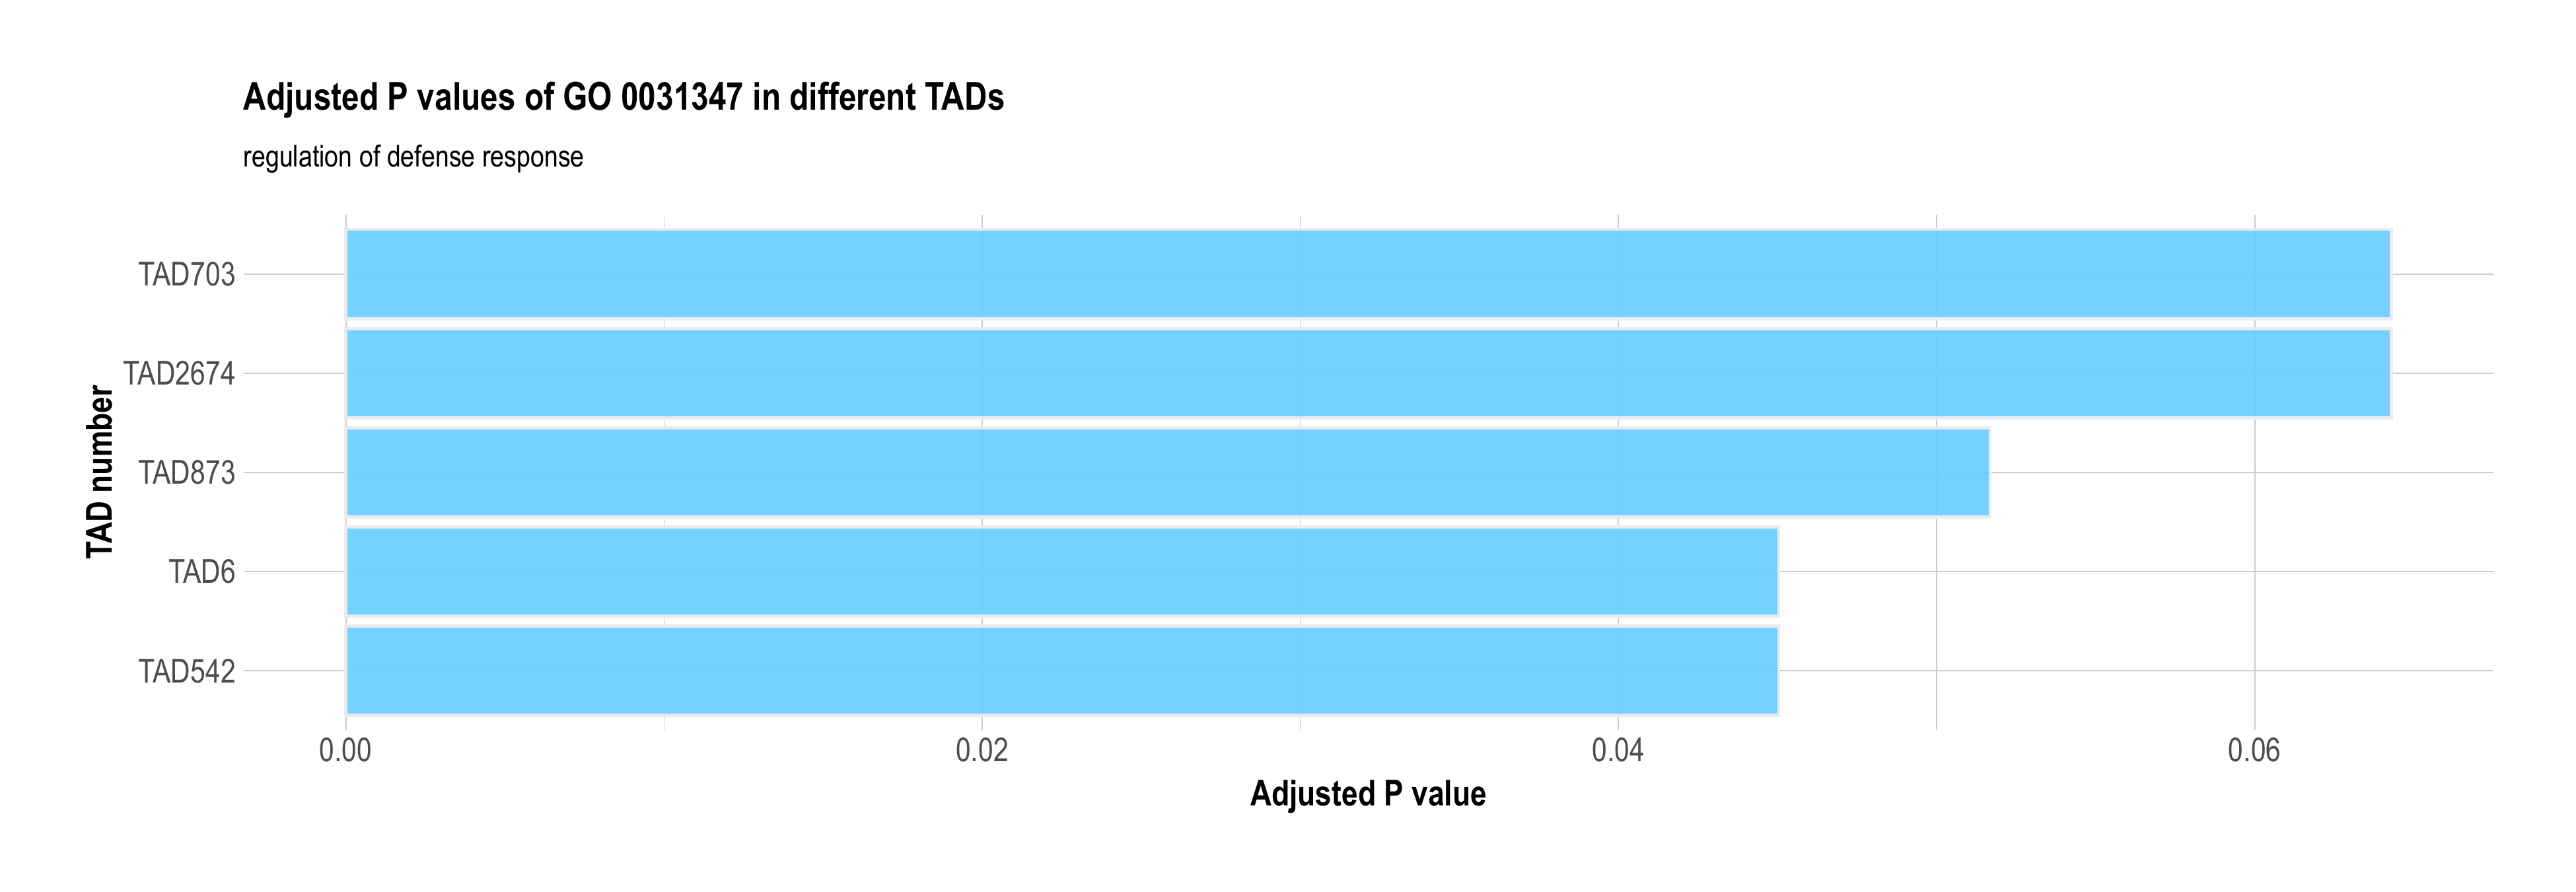 Adjusted P values of GO 0031347 in different TADs
regulation of defense response
TAD number
TAD703
TAD2674
TAD873
TAD6
TAD542
0.00 0.02 0.04 0.06
Adjusted P value